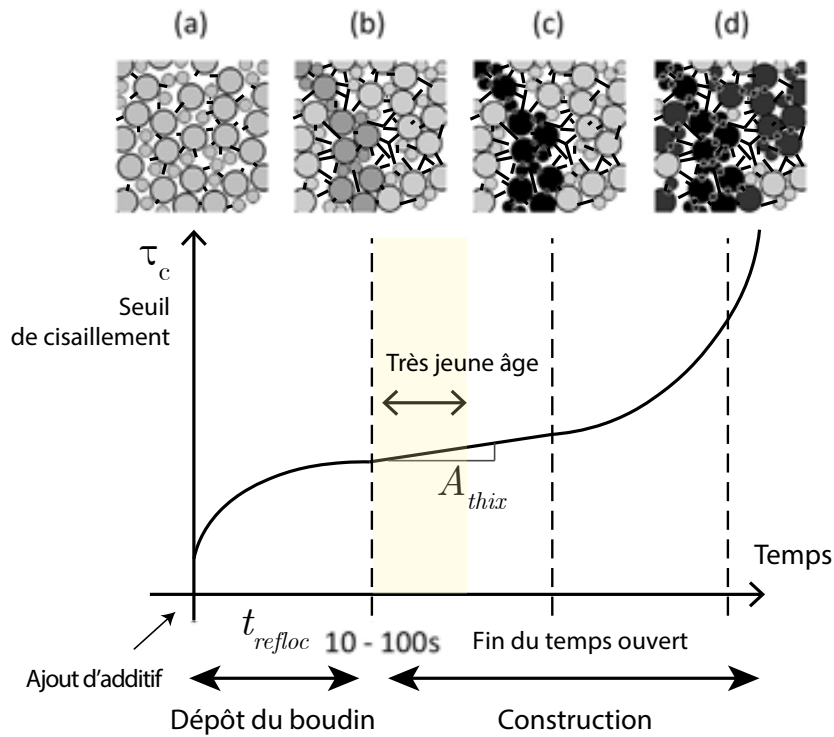 (a) (b) (c) (d)
τc
Seuil
de cisaillement
Très jeune âge
Athix
Temps
trefloc 10 - 100s Fin du temps ouvert
Ajout d'additif
Dépôt du boudin Construction